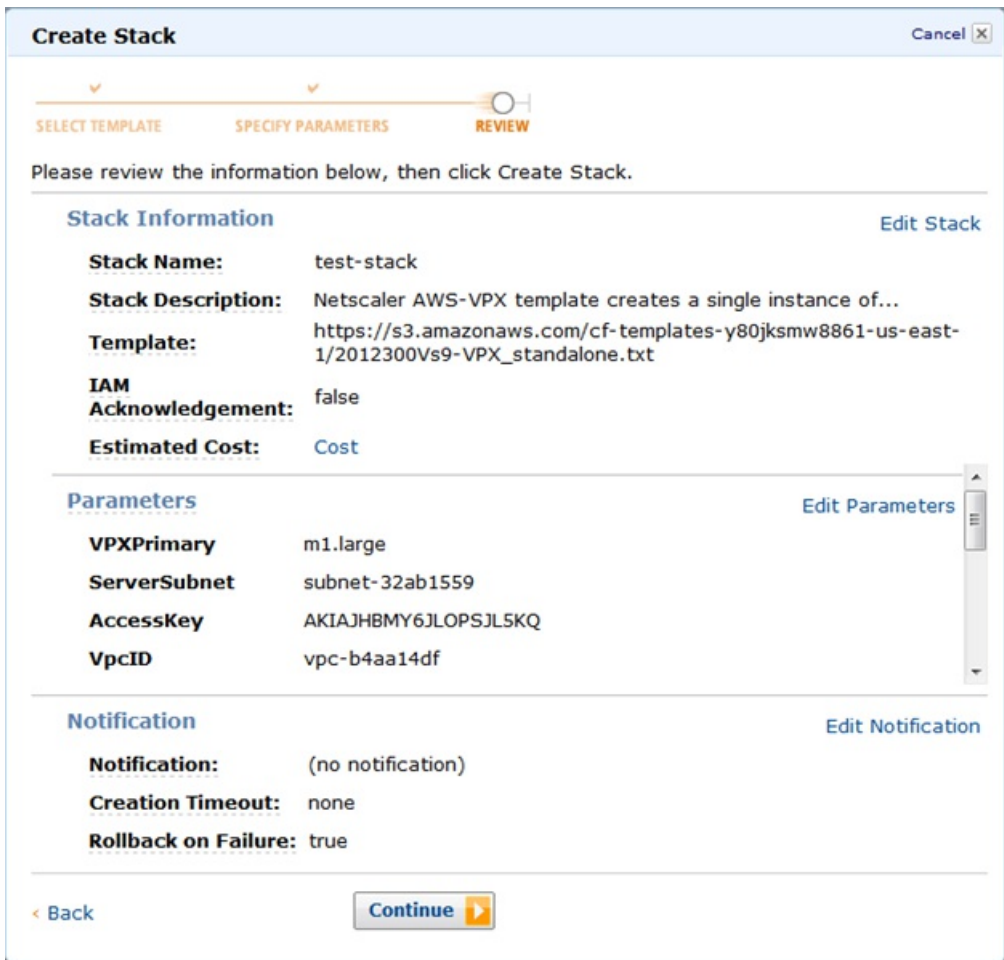 Create Stack
Cancel
SELECT TEMPLATE SPECIFY PARAMETERS REVIEW
Please review the information below, then click Create Stack.
Stack Information Edit Stack
Stack Name: test-stack
Stack Description: Netscaler AWS-VPX template creates a single instance of...
Template: https://s3.amazonaws.com/cf-templates-y80jksmw8861-us-east-
1/2012300Vs9-VPX_standalone.txt
IAM
Acknowledgement: false
Estimated Cost: Cost
Parameters Edit Parameters
VPXPrimary m1.large
ServerSubnet subnet-32ab1559
AccessKey AKIAJHBMY6JLOPSJL5KQ
VpcID vpc-b4aa14df
Notification Edit Notification
Notification: (no notification)
Creation Timeout: none
Rollback on Failure: true
Back Continue